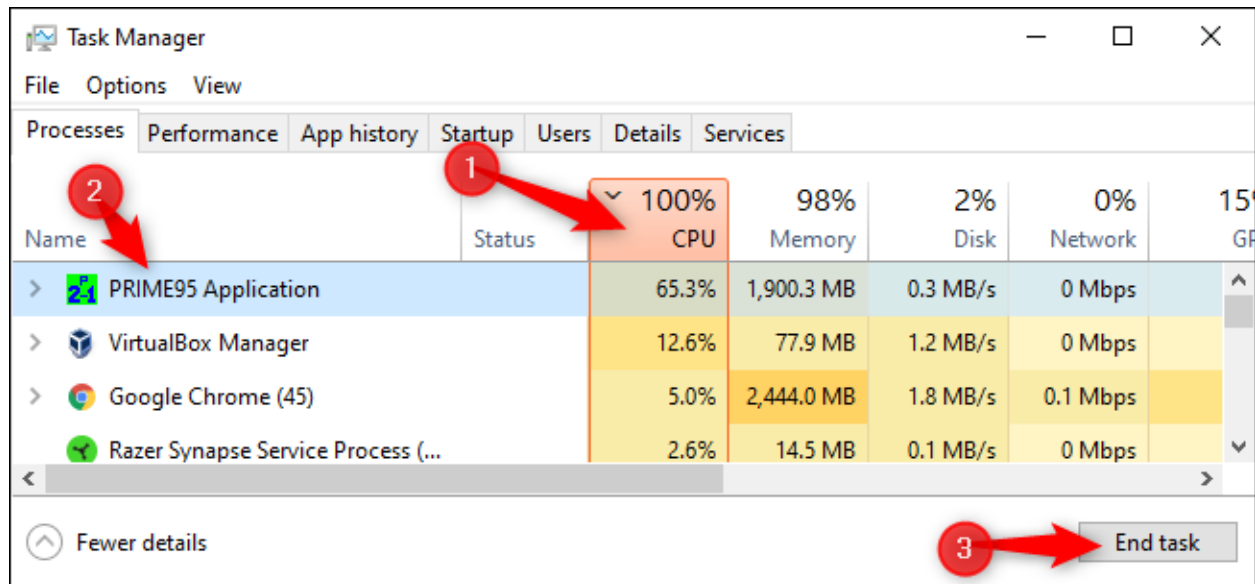 Task Manager
File Options View
Processes Performance App history Startup Users Details Services
1
2
100% 98% 2% 0% 15
Name Status CPU Memory Disk Network
PRIME95 Application 65.3% 1,900.3 MB 0.3 MB/s 0 Mbps
VirtualBox Manager 12.6% 77.9 MB 1.2 MB/s 0 Mbps
Google Chrome (45) 5.0% 2,444.0 MB 1.8 MB/s 0.1 Mbps
Razer Synapse Service Process (... 2.6% 14.5 MB 0.1 MB/s 0 Mbps
Fewer details 3 End task